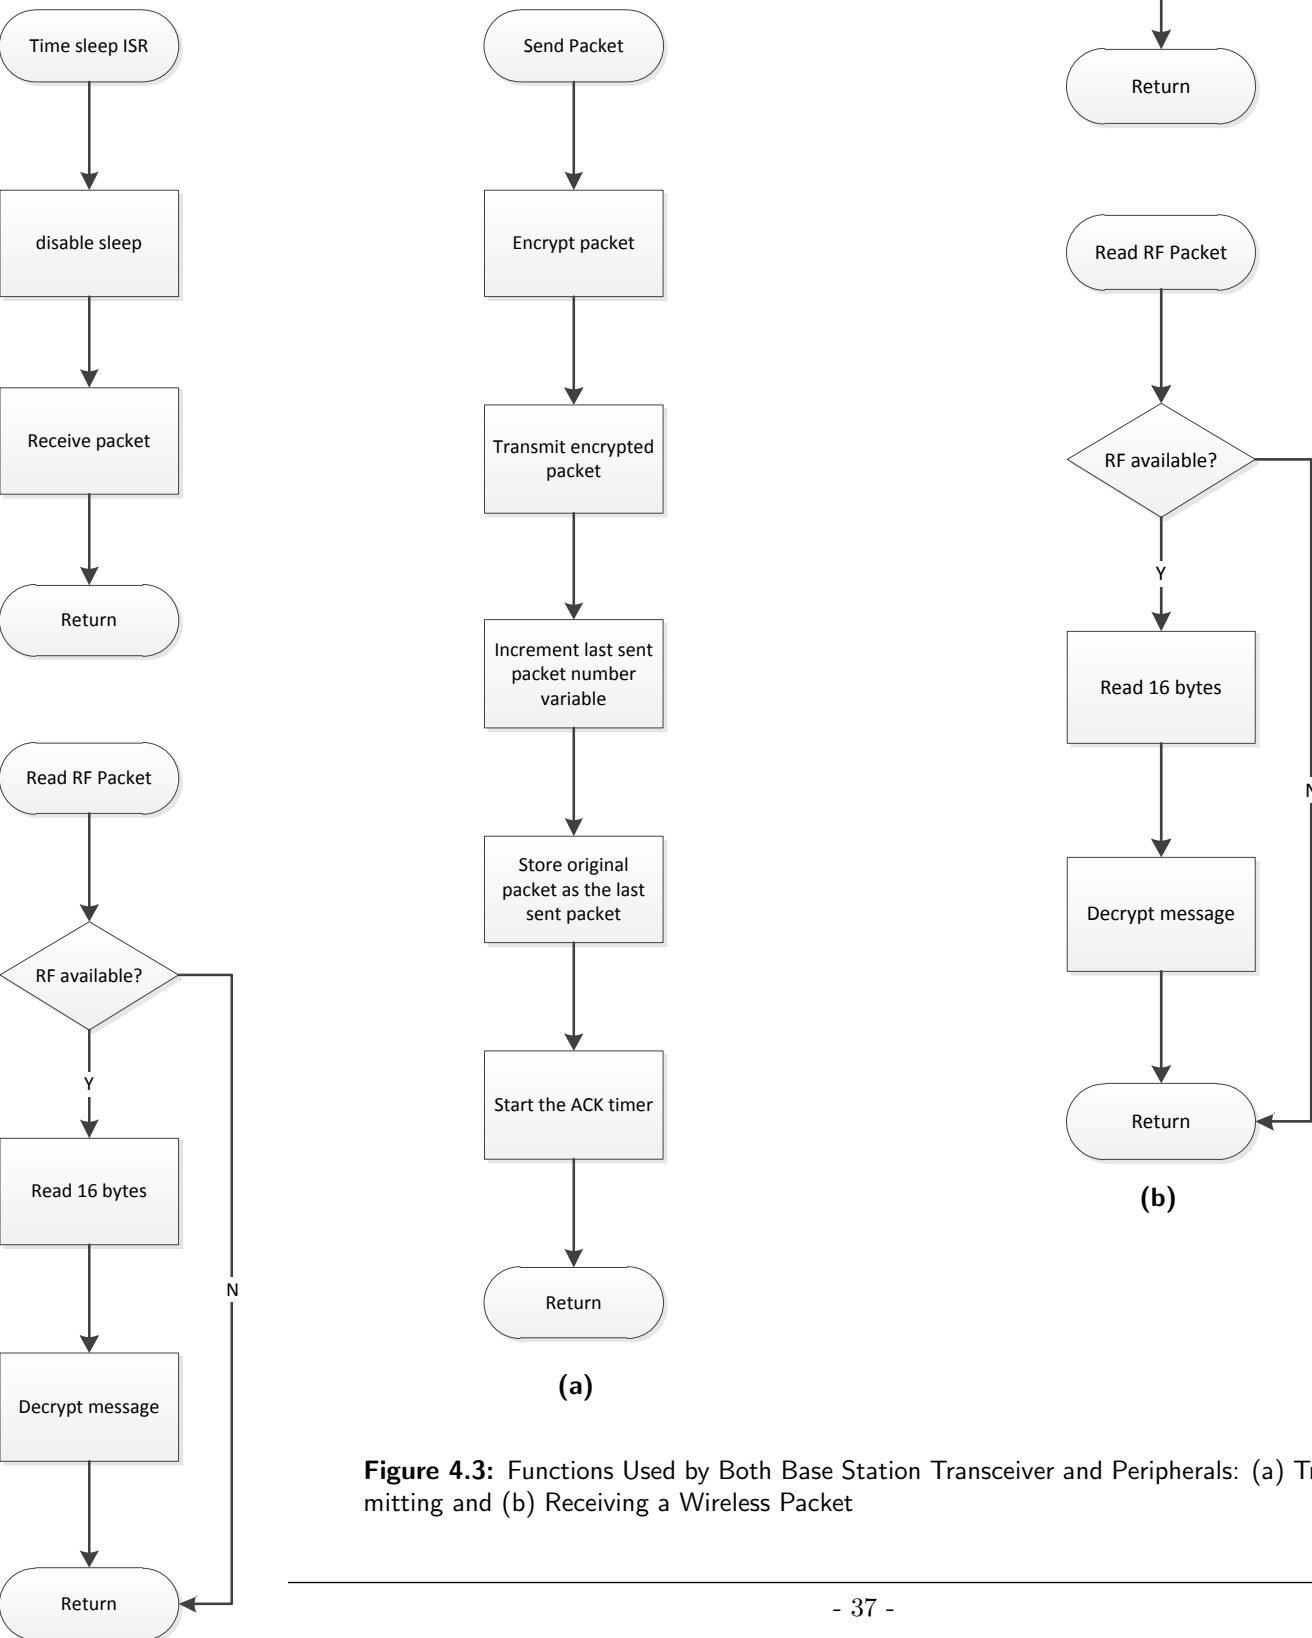 Time sleep ISR
disable sleep
Receive packet
Return
Read RF Packet
RF available?
Y
N
Read 16 bytes
Decrypt message
Return
Send Packet
Encrypt packet
Transmit encrypted
packet
Increment last sent
packet number
variable
Store original
packet as the last
sent packet
Start the ACK timer
Return
(a)
Return
Read RF Packet
RF available?
Y
Read 16 bytes
Decrypt message
Return
(b)
Figure 4.3: Functions Used by Both Base Station Transceiver and Peripherals: (a)
mitting and (b) Receiving a Wireless Packet
- 37 -